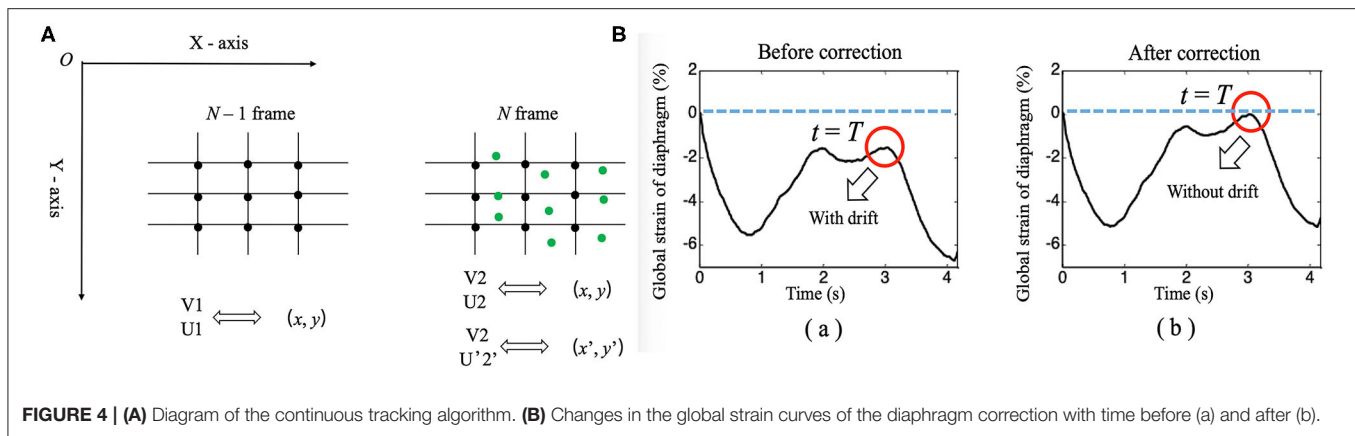 A
X - axis
O
Y - axis
N – 1 frame
N frame
V1
U1
(x, y)
V2
U2
(x, y)
V2
U'2'
(x', y')
B
Before correction
Global strain of diaphragm (%)
2
0
-2
-4
-6
t = T
With drift
0 1 2 3 4
Time (s)
( a )
After correction
Global strain of diaphragm (%)
2
0
-2
-4
-6
t = T
Without drift
0 1 2 3 4
Time (s)
( b )
FIGURE 4 | (A) Diagram of the continuous tracking algorithm. (B) Changes in the global strain curves of the diaphragm correction with time before (a) and after (b).